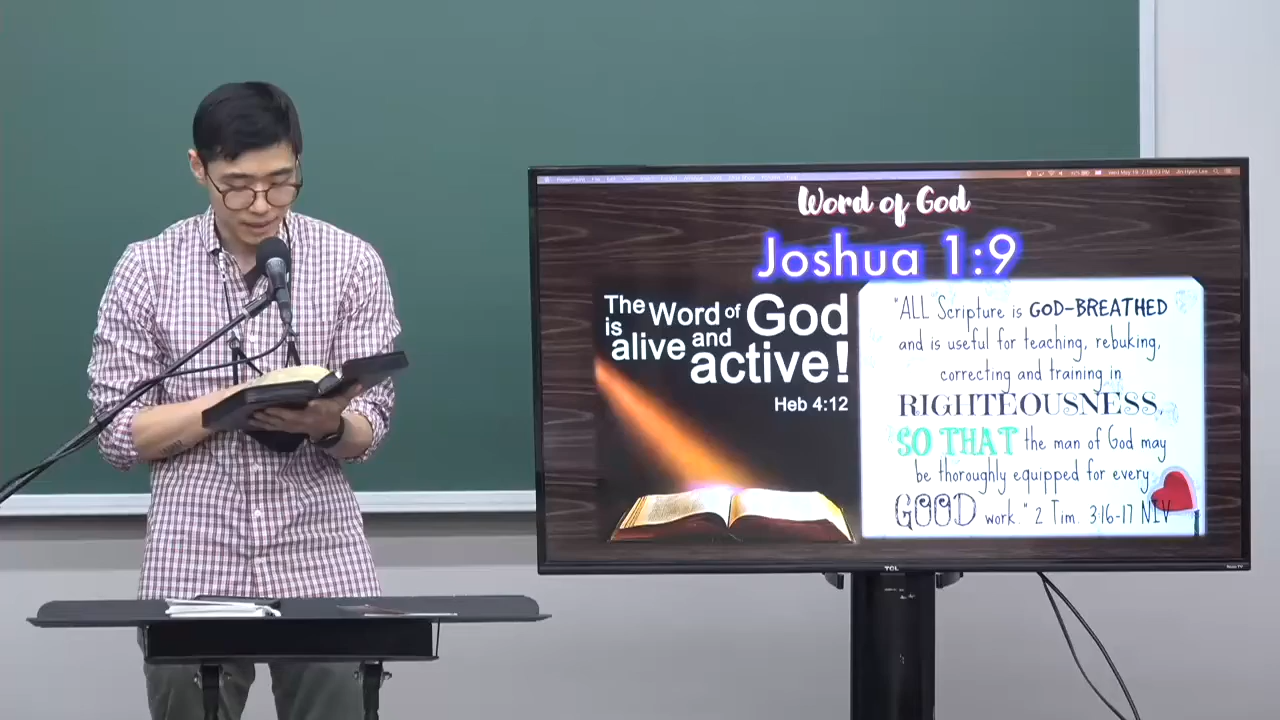 Word of God
Joshua 1:9
The Word of God!
is alive and active!
Heb 4:12
"ALL Scripture is GOD-BREATHED
and is useful for teaching, rebuking,
correcting and training in
RIGHTEOUSNESS,
SO THAT the man of God may
be thoroughly equipped for every
GOOD work." 2 Tim. 3:16-17 NIV
TCL